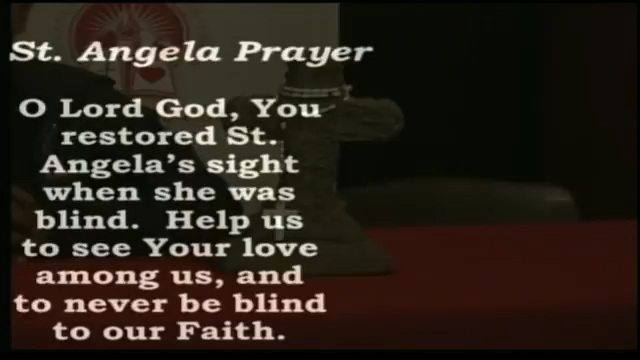 St. Angela Prayer
O Lord God, You
restored St.
Angela's sight
when she was
blind. Help us
to see Your love
among us, and
to never be blind
to our Faith.